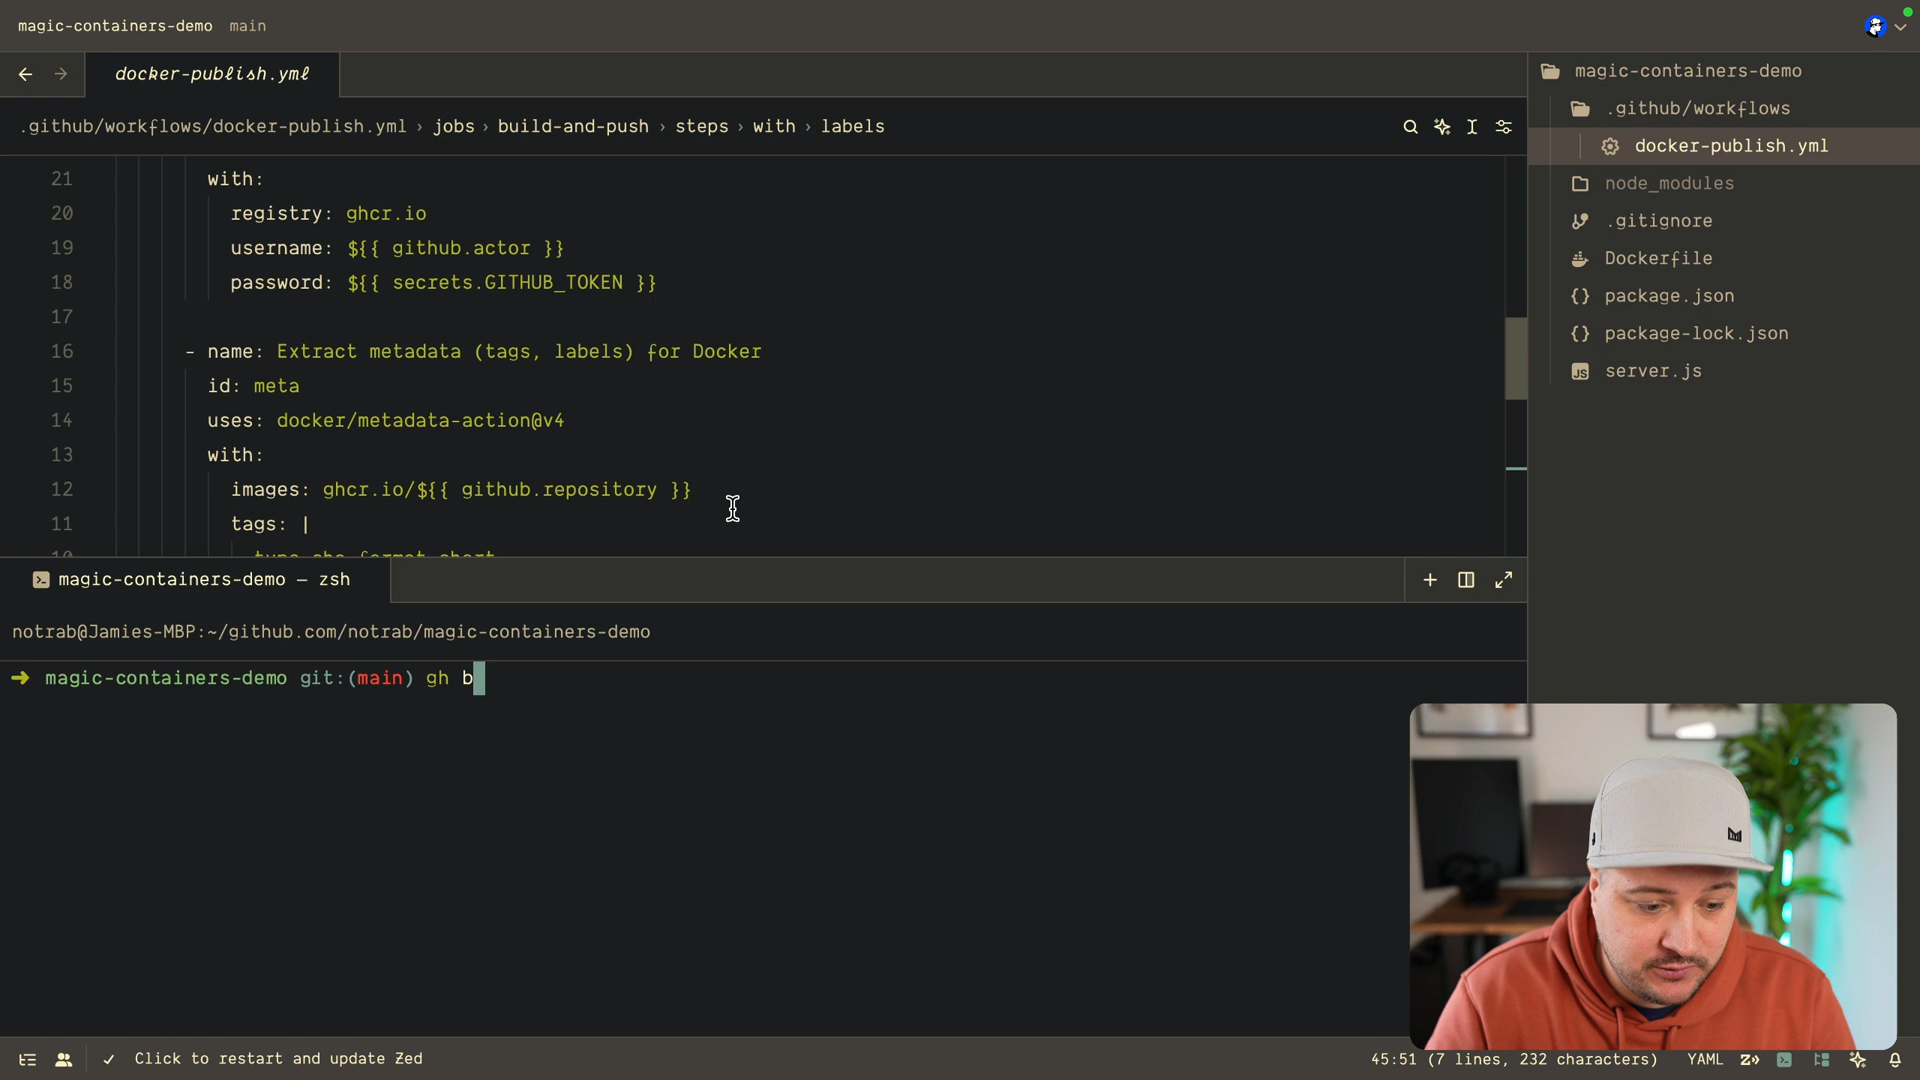 magic-containers-demo main
docker-publish.yml
.github/workflows/docker-publish.yml › jobs › build-and-push › steps › with › labels
21 with:
20 registry: ghcr.io
19 username: ${{ github.actor }}
18 password: ${{ secrets.GITHUB_TOKEN }}
17
16 - name: Extract metadata (tags, labels) for Docker
15 id: meta
14 uses: docker/metadata-action@v4
13 with:
12 images: ghcr.io/${{ github.repository }}
11 tags: |
magic-containers-demo — zsh
notrab@Jamies-MBP:~/github.com/notrab/magic-containers-demo
➜ magic-containers-demo git:(main) gh b
magic-containers-demo
.github/workflows
docker-publish.yml
node_modules
.gitignore
Dockerfile
{} package.json
{} package-lock.json
JS server.js
Click to restart and update Zed
45:51 (7 lines, 232 characters) YAML